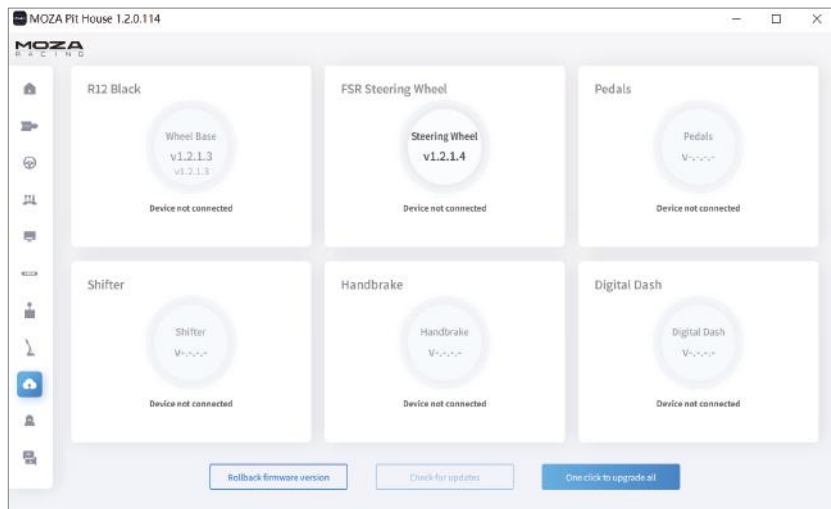 MOZA Pit House 1.2.0.114
MOZA
RACING
R12 Black
Wheel Base
v1.2.1.3
v1.2.1.3
Device not connected
FSR Steering Wheel
Steering Wheel
v1.2.1.4
Device not connected
Pedals
Pedals
v-.-.-.-
Device not connected
Shifter
Shifter
v-.-.-.-
Device not connected
Handbrake
Handbrake
v-.-.-.-
Device not connected
Digital Dash
Digital Dash
v-.-.-.-
Device not connected
Rollback firmware version
Check for updates
One click to upgrade all